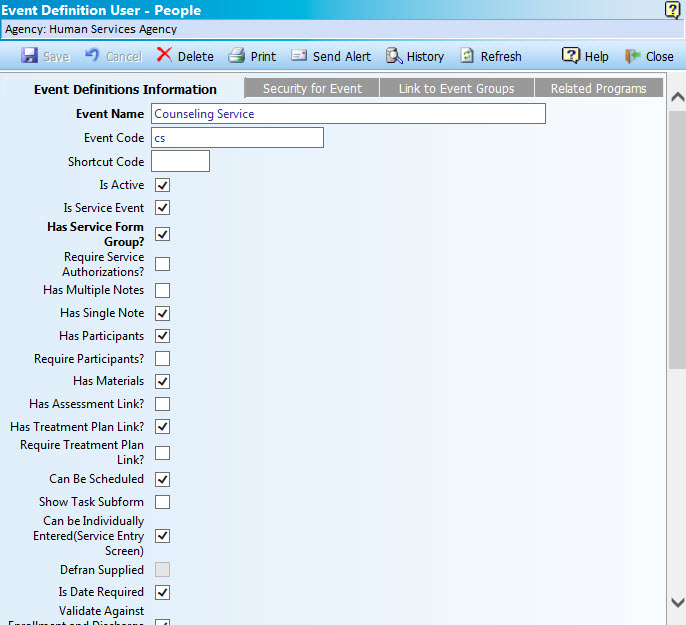 Event Definition User - People
Agency: Human Services Agency
Save Cancel Delete Print Send Alert History Refresh Help Close
Event Definitions Information Security for Event Link to Event Groups Related Programs
Event Name Counseling Service
Event Code cs
Shortcut Code
Is Active
Is Service Event
Has Service Form
Group?
Require Service
Authorizations?
Has Multiple Notes
Has Single Note
Has Participants
Require Participants?
Has Materials
Has Assessment Link?
Has Treatment Plan Link?
Require Treatment Plan
Link?
Can Be Scheduled
Show Task Subform
Can be Individually
Entered(Service Entry
Screen)
Defran Supplied
Is Date Required
Validate Against
Enrollment and Discharge